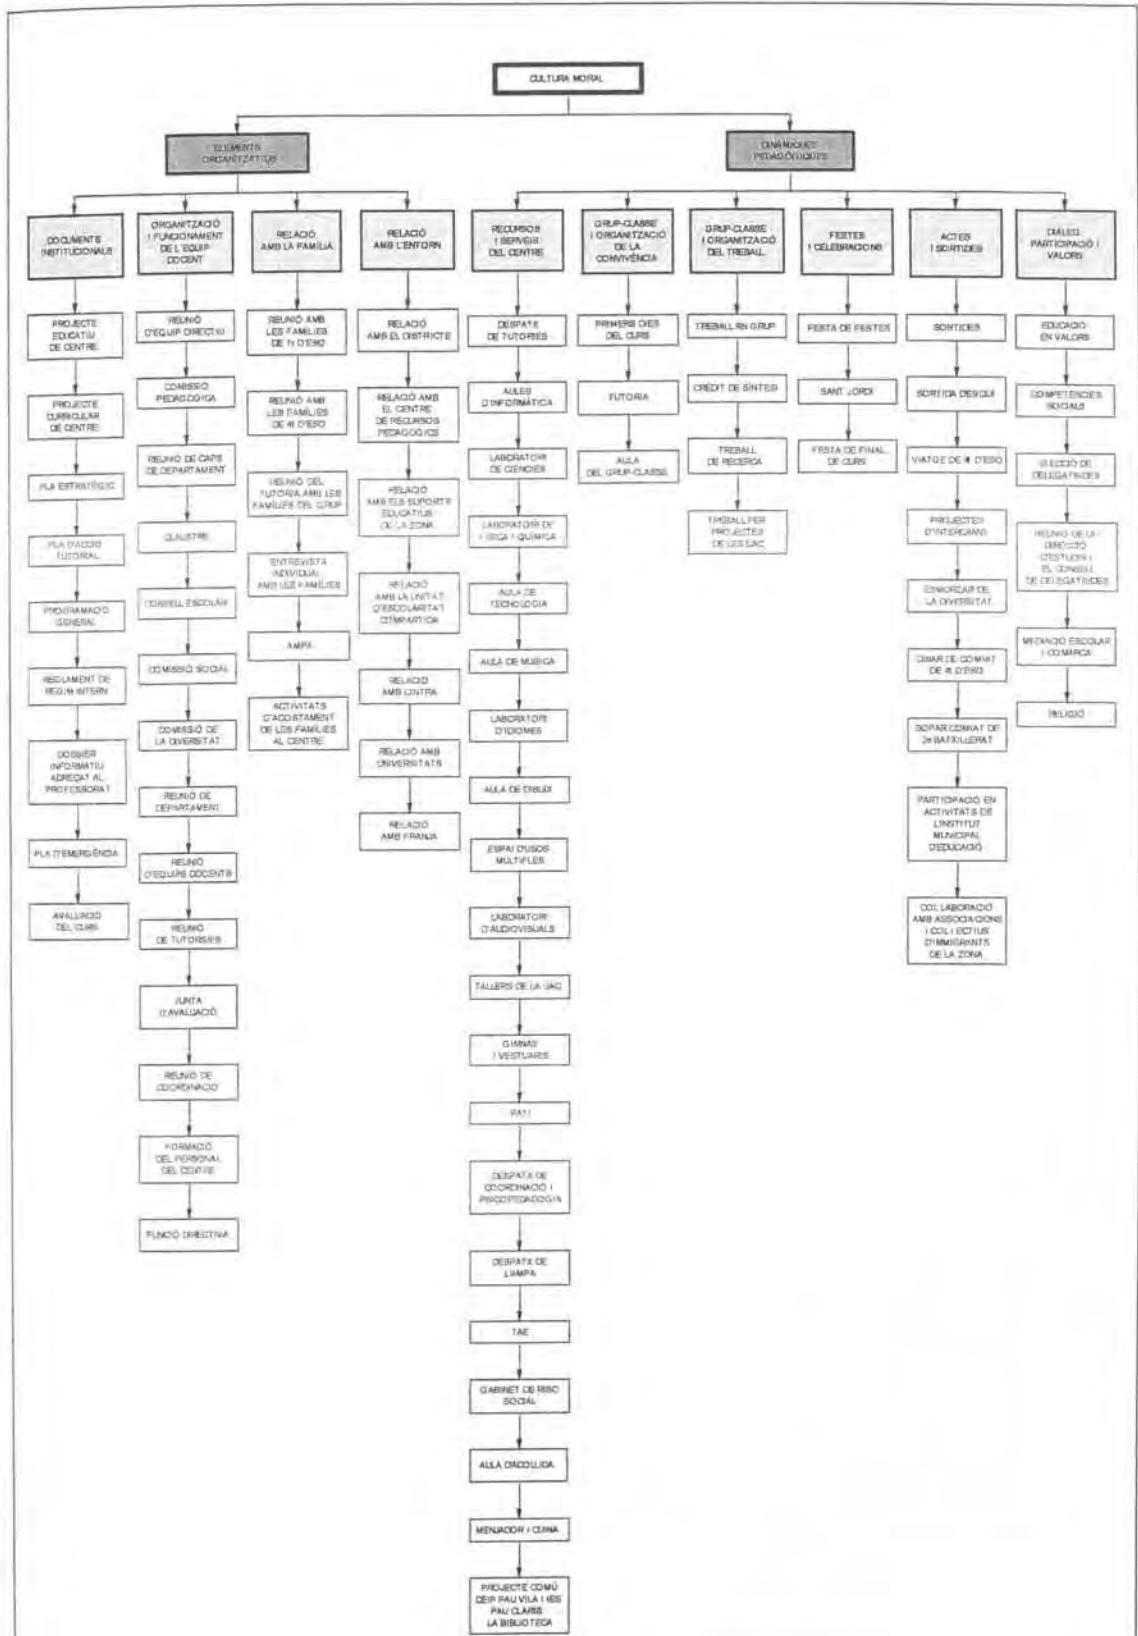 CULTURA MORAL
ELEMENTS
ORGANITZATIUS
DINÀMIQUES
PEDAGÒGIQUES
DOCUMENTS
INSTITUCIONALS
ORGANITZACIÓ
I FUNCIONAMENT
DE L'EQUIP
DOCENT
RELACIÓ
AMB LA FAMÍLIA
RELACIÓ
AMB L'ENTORN
RECURSOS
I SERVEIS
DEL CENTRE
GRUP-CLASSE
I ORGANITZACIÓ
DE LA
CONVIVÈNCIA
GRUP-CLASSE
I ORGANITZACIÓ
DEL TREBALL
FESTES
I CELEBRACIONS
ACTES
I SORTIDES
DIÀLEG,
PARTICIPACIÓ I
VALORS
PROJECTE
EDUCATIU
DE CENTRE
PROJECTE
CURRICULAR
DE CENTRE
PLA ESTRATÈGIC
PLA D'ACCIÓ
TUTORIAL
PROGRAMACIÓ
GENERAL
REGLAMENT DE
RÈGIM INTERN
DOSSIER
INFORMATIU
ADREÇAT AL
PROFESSORAT
PLA D'EMERGÈNCIA
AVALUACIÓ
DEL CURS
REUNIÓ
D'EQUIP DIRECTIU
COMISSIÓ
PEDAGÒGICA
REUNIÓ DE CAPS
DE DEPARTAMENT
CLAUSTRE
CONSELL ESCOLAR
COMISSIÓ SOCIAL
COMISSIÓ DE
LA DIVERSITAT
REUNIÓ DE
DEPARTAMENT
REUNIÓ
D'EQUIPS DOCENTS
REUNIÓ
DE TUTORS/ES
JUNTA
D'AVALUACIÓ
REUNIÓ DE
COORDINACIÓ
FORMACIÓ
DEL PERSONAL
DEL CENTRE
FUNCIÓ DIRECTIVA
REUNIÓ AMB
LES FAMÍLIES
DE 1r D'ESO
REUNIÓ AMB
LES FAMÍLIES
DE 4t D'ESO
REUNIÓ DEL
TUTOR/A AMB LES
FAMÍLIES DEL GRUP
ENTREVISTA
INDIVIDUAL
AMB LES FAMÍLIES
AMPA
ACTIVITATS
D'ACOSTAMENT
DE LES FAMÍLIES
AL CENTRE
RELACIÓ
AMB EL DISTRICTE
RELACIÓ AMB
EL CENTRE
DE RECURSOS
PEDAGÒGICS
RELACIÓ
AMB ELS SUPORTS
EDUCATIUS
DE LA ZONA
RELACIÓ
AMB LA UNITAT
D'ESCOLARITAT
COMPARTIDA
RELACIÓ
AMB CINTRA
RELACIÓ AMB
UNIVERSITATS
RELACIÓ
AMB FRANJA
DESPATX
DE TUTORIES
AULES
D'INFORMÀTICA
LABORATORI
DE CIÈNCIES
LABORATORI DE
FÍSICA I QUÍMICA
AULA DE
TECNOLOGIA
AULA DE MÚSICA
LABORATORI
D'IDIOMES
AULA DE DIBUIX
ESPAI D'USOS
MÚLTIPLES
LABORATORI
D'AUDIOVISUALS
TALLERS DE LA UAC
GIMNÀS
I VESTUARIS
PATI
DESPATX DE
COORDINACIÓ I
PSICOPEDAGOGIA
DESPATX DE
L'AMPA
TAE
GABINET DE RISC
SOCIAL
AULA D'ACOLLIDA
MENJADOR I CUINA
PROJECTE COMÚ
CEIP PAU VILA I IES
PAU CLARIS
LA BIBLIOTECA
PRIMERS DIES
DEL CURS
TUTORIA
AULA
DEL GRUP-CLASSE
TREBALL EN GRUP
CRÈDIT DE SÍNTESI
TREBALL
DE RECERCA
TREBALL PER
PROJECTES
DE LES UAC
FESTA DE FESTES
SANT JORDI
FESTA DE FINAL
DE CURS
SORTIDES
SORTIDA D'ESQUÍ
VIATGE DE 4t D'ESO
PROJECTES
D'INTERCANVI
ESMORZAR DE
LA DIVERSITAT
DINAR DE COMIAT
DE 4t D'ESO
SOPAR COMIAT DE
2n BATXILLERAT
PARTICIPACIÓ EN
ACTIVITATS DE
L'INSTITUT
MUNICIPAL
D'EDUCACIÓ
COL·LABORACIÓ
AMB ASSOCIACIONS
I COL·LECTIUS
D'IMMIGRANTS
DE LA ZONA
EDUCACIÓ
EN VALORS
COMPETÈNCIES
SOCIALS
ELECCIÓ DE
DELEGATS/DES
REUNIÓ DE LA
DIRECCIÓ
D'ESTUDIS I
EL CONSELL
DE DELEGATS/DES
MEDIACIÓ ESCOLAR
I COMARCA
RELIGIÓ